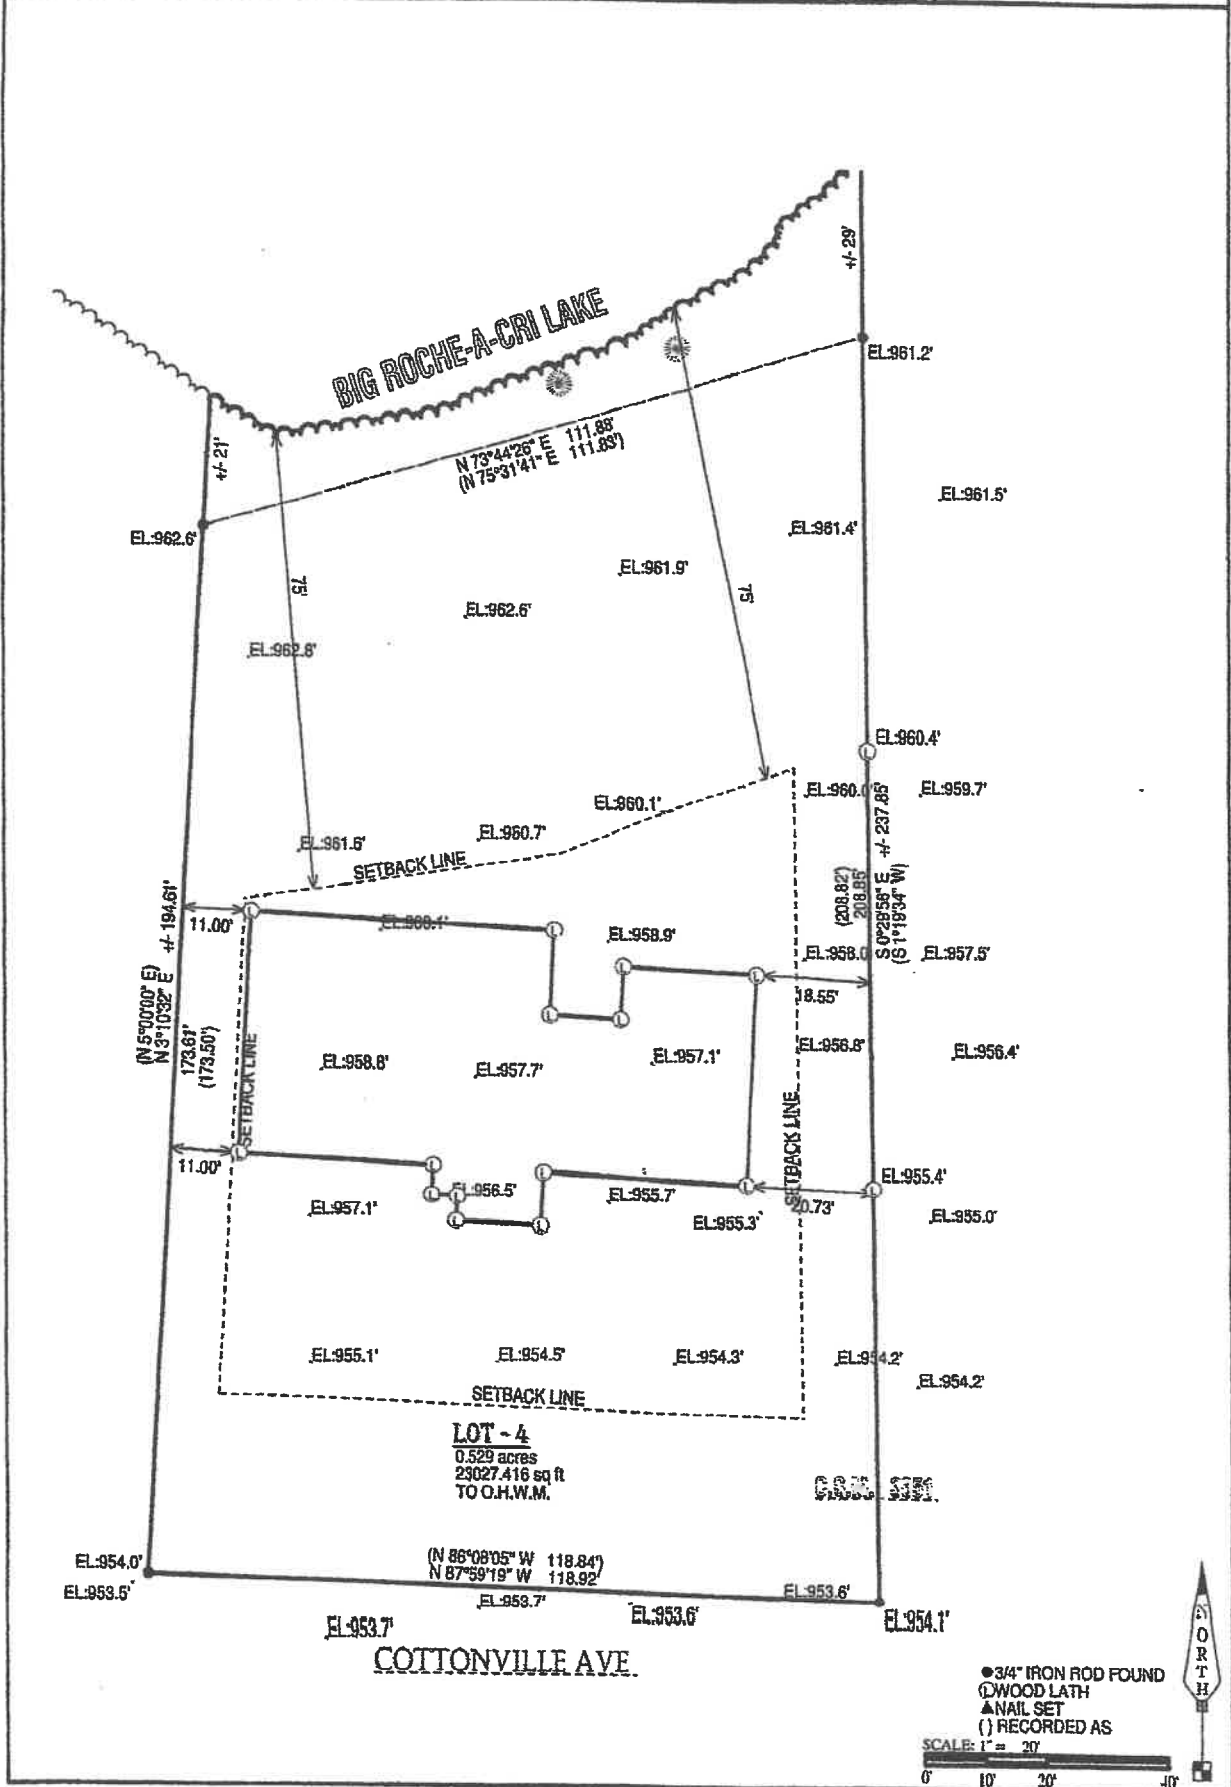 +/- 29'
BIG ROCHE-A-CRI LAKE
EL:961.2'
+/- 21'
N 73°44'26" E 111.88'
(N 75°31'41" E 111.83')
EL:961.5'
EL:961.4'
EL:962.6'
EL:961.9'
75'
75'
EL:962.6'
EL:962.8'
EL:960.4'
EL:959.7'
EL:960.1'
EL:960.7'
EL:961.6'
SETBACK LINE
(208.82')
208.85'
S 0°28'58" E +/- 237.85'
(S 1°19'34" W)
11.00'
EL:958.9'
EL:957.5'
18.55'
(N 5°00'00" E)
N 3°10'32" E +/- 194.61'
173.61'
(173.50')
SETBACK LINE
EL:958.8'
EL:957.7'
EL:957.1'
EL:956.8'
EL:956.4'
SETBACK LINE
11.00'
EL:955.4'
EL:956.5'
EL:955.7'
20.73'
EL:957.1'
EL:955.3'
EL:955.0'
EL:955.1'
EL:954.5'
EL:954.3'
EL:954.2'
EL:954.2'
SETBACK LINE
LOT - 4
0.529 acres
23027.416 sq ft
TO O.H.W.M.
EL:954.0'
(N 86°08'05" W 118.84')
N 87°59'19" W 118.92'
EL:953.5'
EL:953.7'
EL:953.6'
EL:953.7'
EL:953.6'
EL:954.1'
COTTONVILLE AVE.
NORTH
3/4" IRON ROD FOUND
L WOOD LATH
NAIL SET
( ) RECORDED AS
SCALE: 1" = 20'
0' 10' 20' 40'